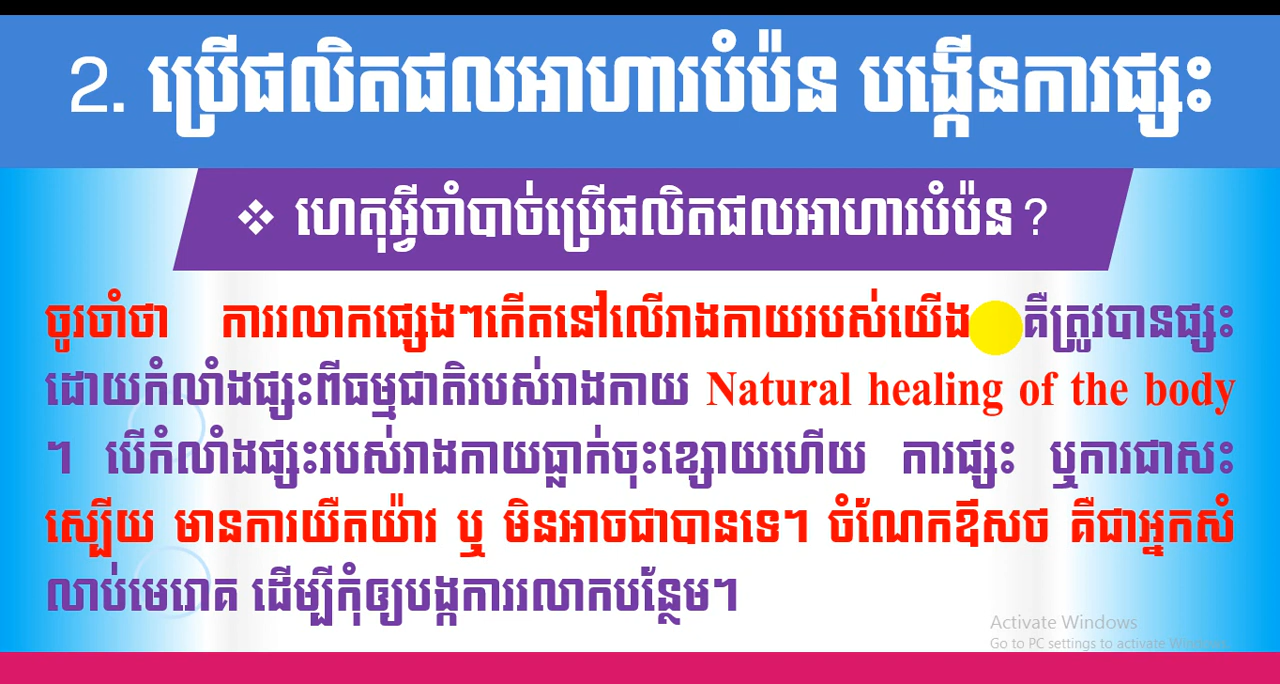 2. ប្រើផលិតផលអាហារបំប៉ន បង្កើនការផ្សះ
❖ ហេតុអ្វីចាំបាច់ប្រើផលិតផលអាហារបំប៉ន?
ចូរចាំថា ការរលាកផ្សេងៗកើតនៅលើរាងកាយរបស់យើង គឺត្រូវបានផ្សះ
ដោយកំលាំងផ្សះពីធម្មជាតិរបស់រាងកាយ Natural healing of the body
។ បើកំលាំងផ្សះរបស់រាងកាយធ្លាក់ចុះខ្សោយហើយ ការផ្សះ ឬការជាសះ
ស្បើយ មានការយឺតយ៉ាវ ឬ មិនអាចជាបានទេ។ ចំណែកឱសថ គឺជាអ្នកសំ
លាប់មេរោគ ដើម្បីកុំឲ្យបង្កការរលាកបន្ថែម។
Activate Windows
Go to PC settings to activate Windows.